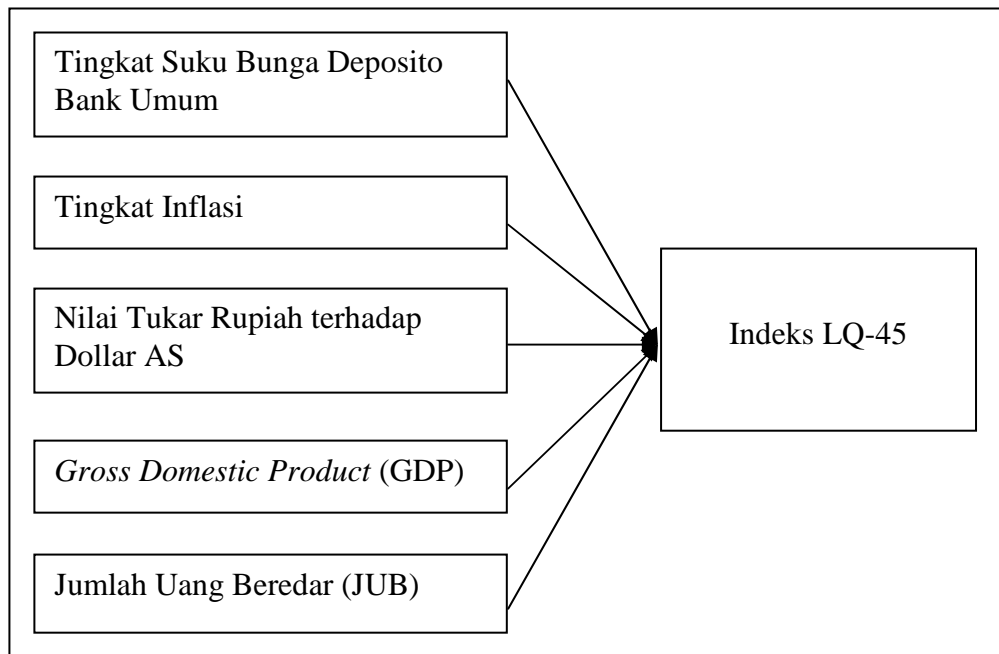 Tingkat Suku Bunga Deposito
Bank Umum
Tingkat Inflasi
Nilai Tukar Rupiah terhadap
Dollar AS
Gross Domestic Product (GDP)
Jumlah Uang Beredar (JUB)
Indeks LQ-45